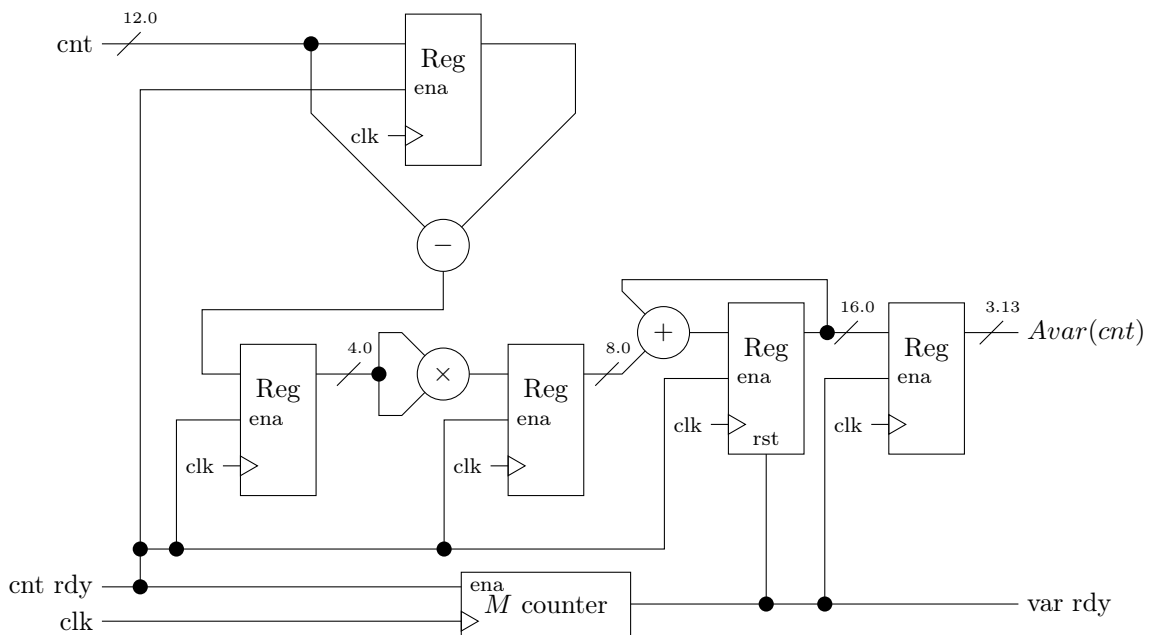 12.0
cnt
Reg
ena
clk
−
16.0
3.13
+
Avar(cnt)
4.0
8.0
Reg
Reg
×
Reg
Reg
ena
ena
ena
ena
clk
clk
rst
clk
clk
cnt rdy
ena
M counter
var rdy
clk